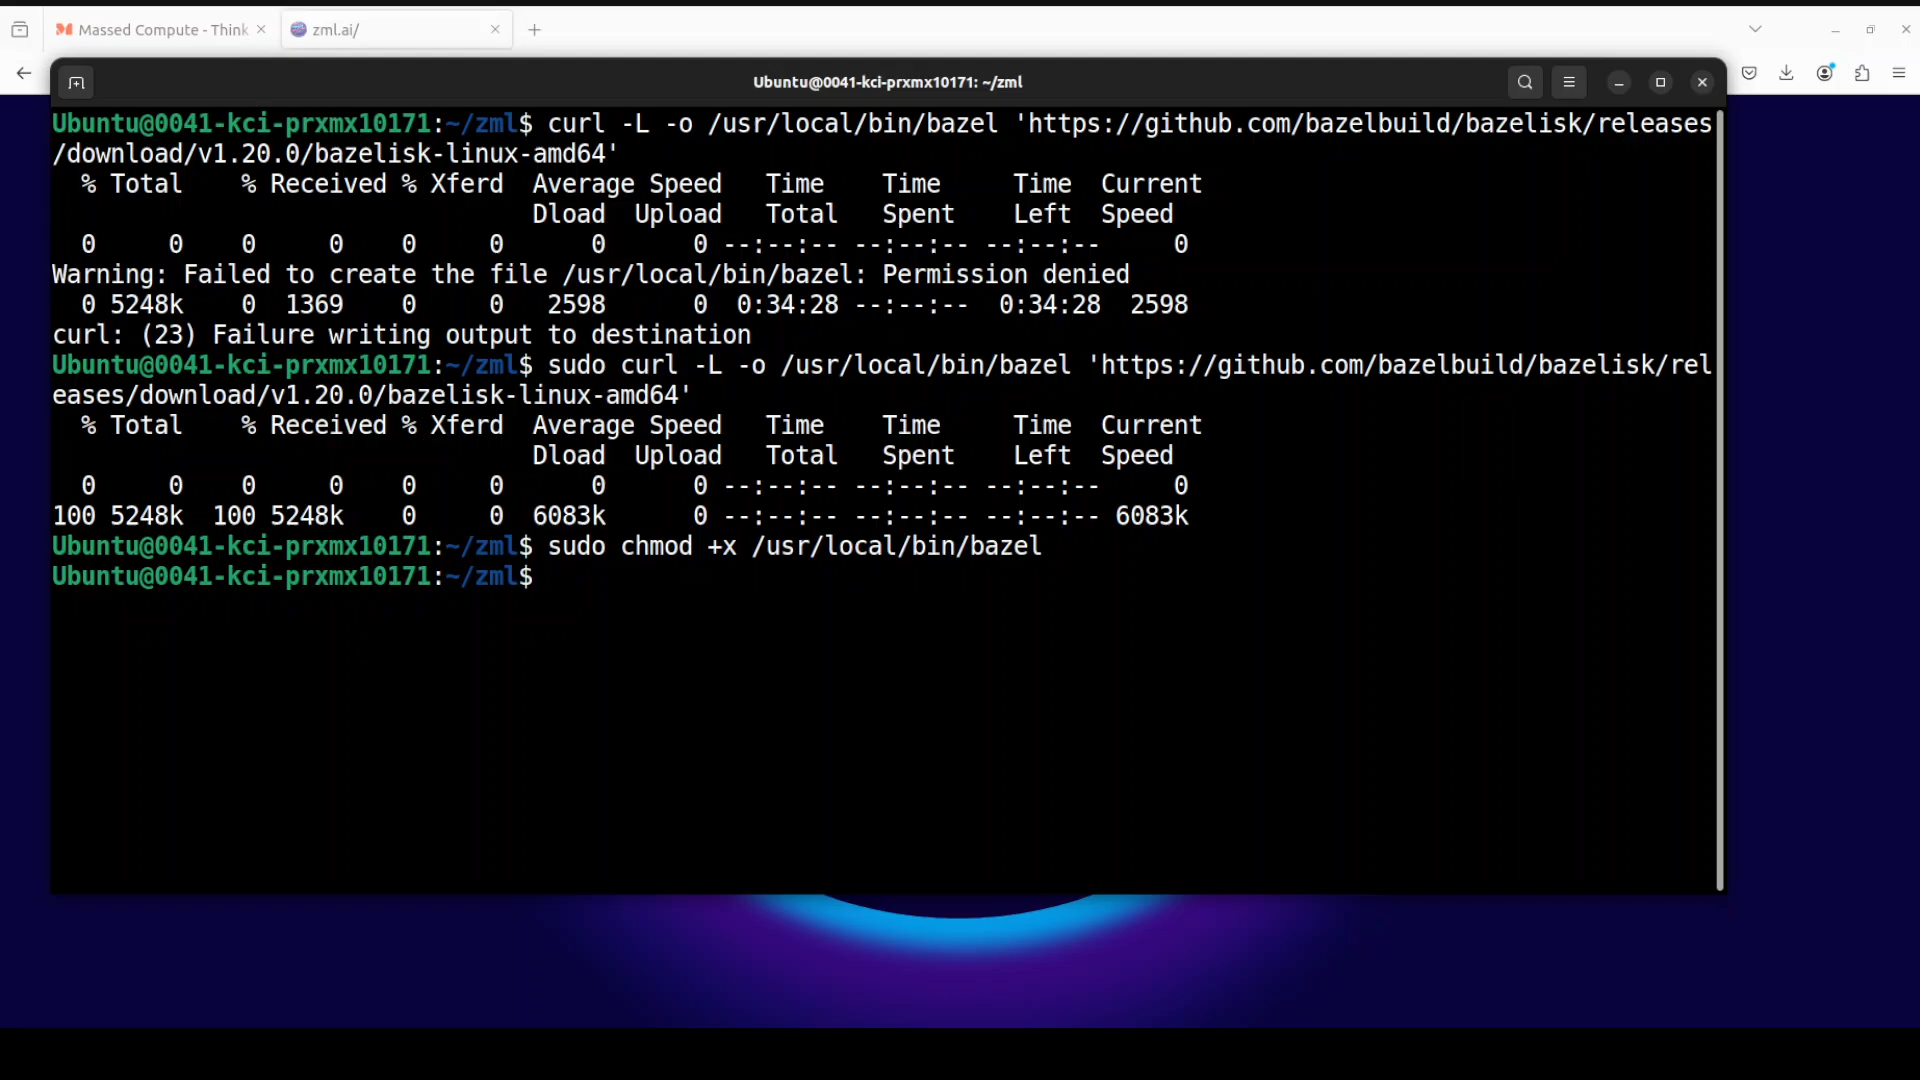 Massed Compute - Think
zml.ai/
Ubuntu@0041-kci-prxmx10171: ~/zml
Ubuntu@0041-kci-prxmx10171:~/zml$ curl -L -o /usr/local/bin/bazel 'https://github.com/bazelbuild/bazelisk/releases
/download/v1.20.0/bazelisk-linux-amd64'
% Total % Received % Xferd Average Speed Time Time Time Current
Dload Upload Total Spent Left Speed
0 0 0 0 0 0 0 0 --:--:-- --:--:-- --:--:-- 0
Warning: Failed to create the file /usr/local/bin/bazel: Permission denied
0 5248k 0 1369 0 0 2598 0 0:34:28 --:--:-- 0:34:28 2598
curl: (23) Failure writing output to destination
Ubuntu@0041-kci-prxmx10171:~/zml$ sudo curl -L -o /usr/local/bin/bazel 'https://github.com/bazelbuild/bazelisk/rel
eases/download/v1.20.0/bazelisk-linux-amd64'
% Total % Received % Xferd Average Speed Time Time Time Current
Dload Upload Total Spent Left Speed
0 0 0 0 0 0 0 0 --:--:-- --:--:-- --:--:-- 0
100 5248k 100 5248k 0 0 6083k 0 --:--:-- --:--:-- --:--:-- 6083k
Ubuntu@0041-kci-prxmx10171:~/zml$ sudo chmod +x /usr/local/bin/bazel
Ubuntu@0041-kci-prxmx10171:~/zml$